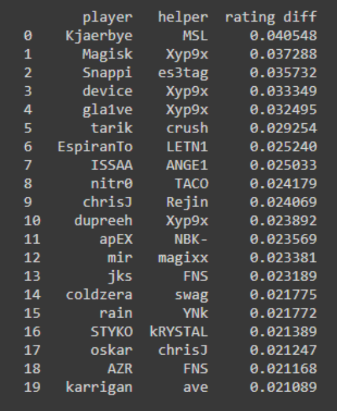 player helper rating diff
0 Kjaerbye MSL 0.040548
1 Magisk Xyp9x 0.037288
2 Snappi es3tag 0.035732
3 device Xyp9x 0.033349
4 gla1ve Xyp9x 0.032495
5 tarik crush 0.029254
6 EspiranTo LETN1 0.025240
7 ISSAA ANGE1 0.025033
8 nitr0 TACO 0.024179
9 chrisJ Rejin 0.024069
10 dupreeh Xyp9x 0.023892
11 apEX NBK- 0.023569
12 mir magixx 0.023381
13 jks FNS 0.023189
14 coldzera swag 0.021775
15 rain YNk 0.021772
16 STYKO kRYSTAL 0.021389
17 oskar chrisJ 0.021247
18 AZR FNS 0.021168
19 karrigan ave 0.021089